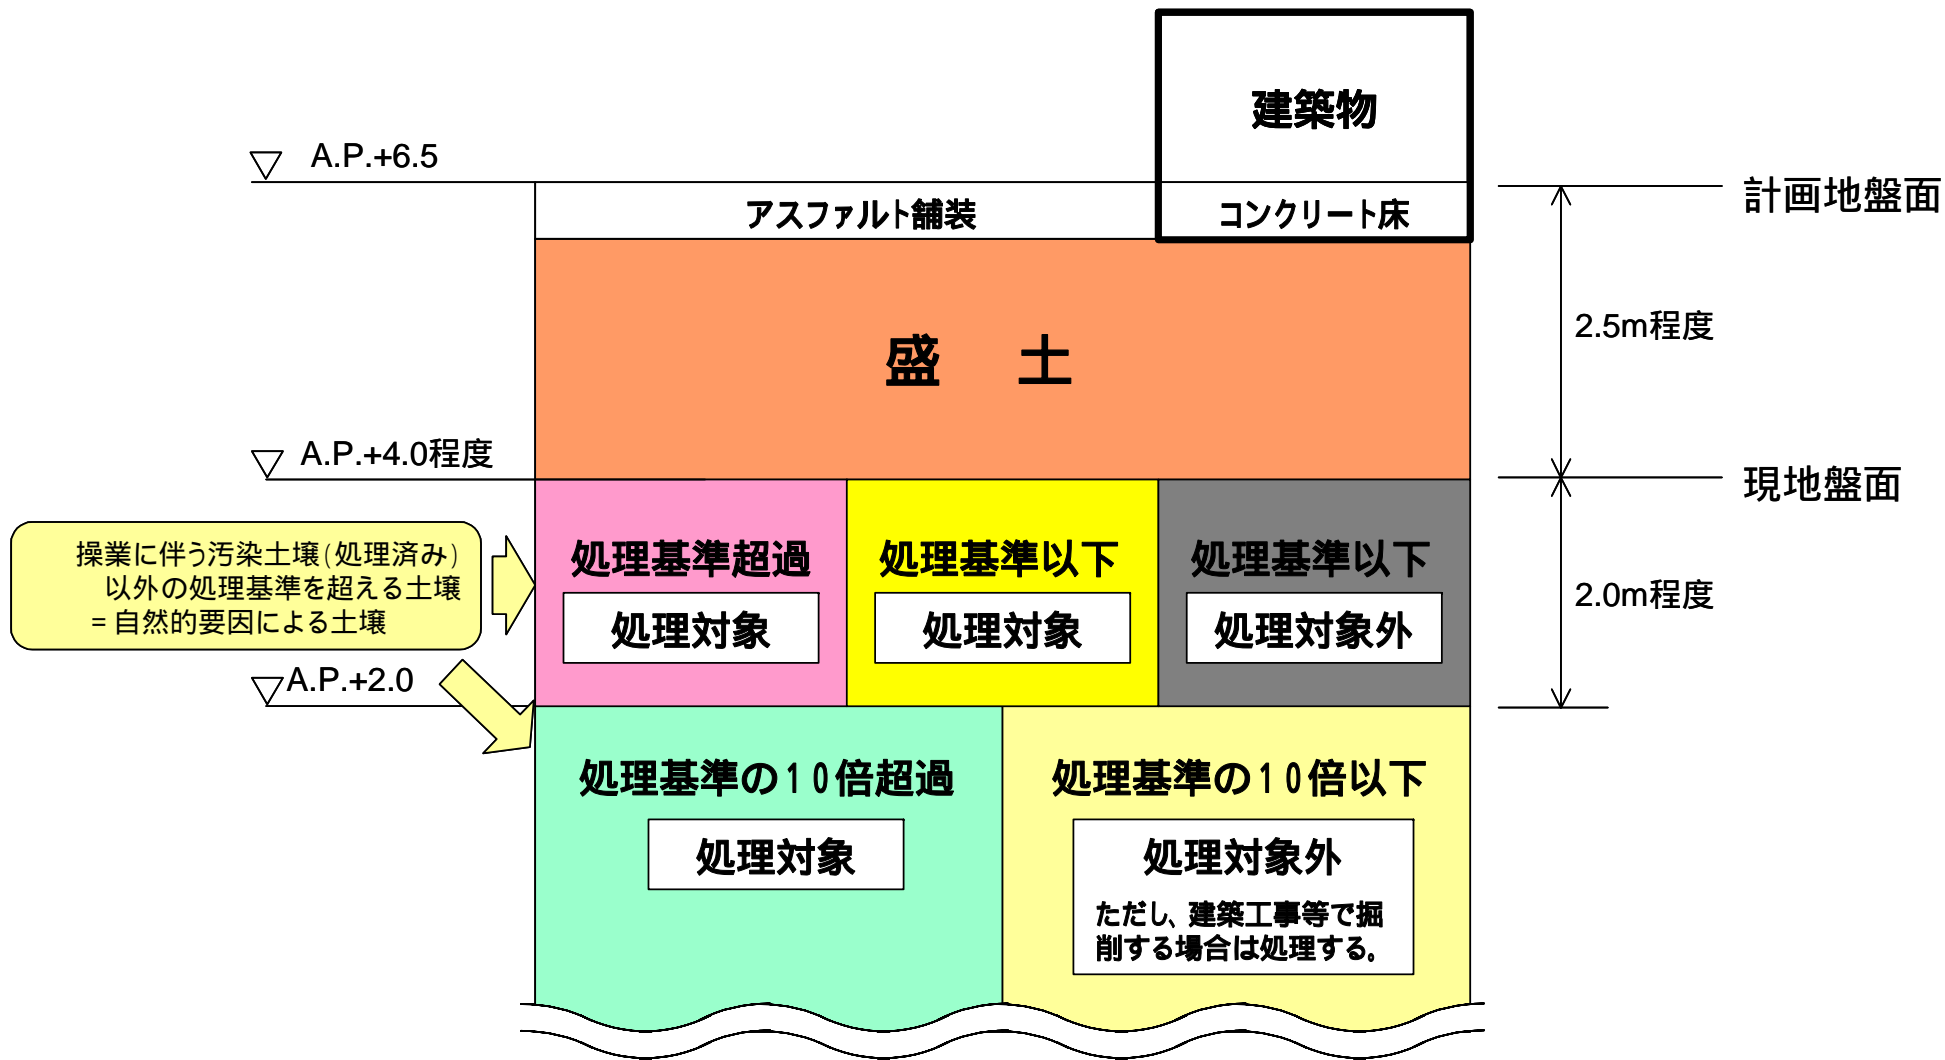 建築物
A.P.+6.5
計画地盤面
アスファルト舗装
コンクリート床
2.5m程度
盛 土
A.P.+4.0程度
現地盤面
操業に伴う汚染土壌(処理済み)
以外の処理基準を超える土壌
=自然的要因による土壌
処理基準超過
処理対象
処理基準以下
処理対象
処理基準以下
処理対象外
2.0m程度
A.P.+2.0
処理基準の10倍超過
処理対象
処理基準の10倍以下
処理対象外
ただし、建築工事等で掘
削する場合は処理する。